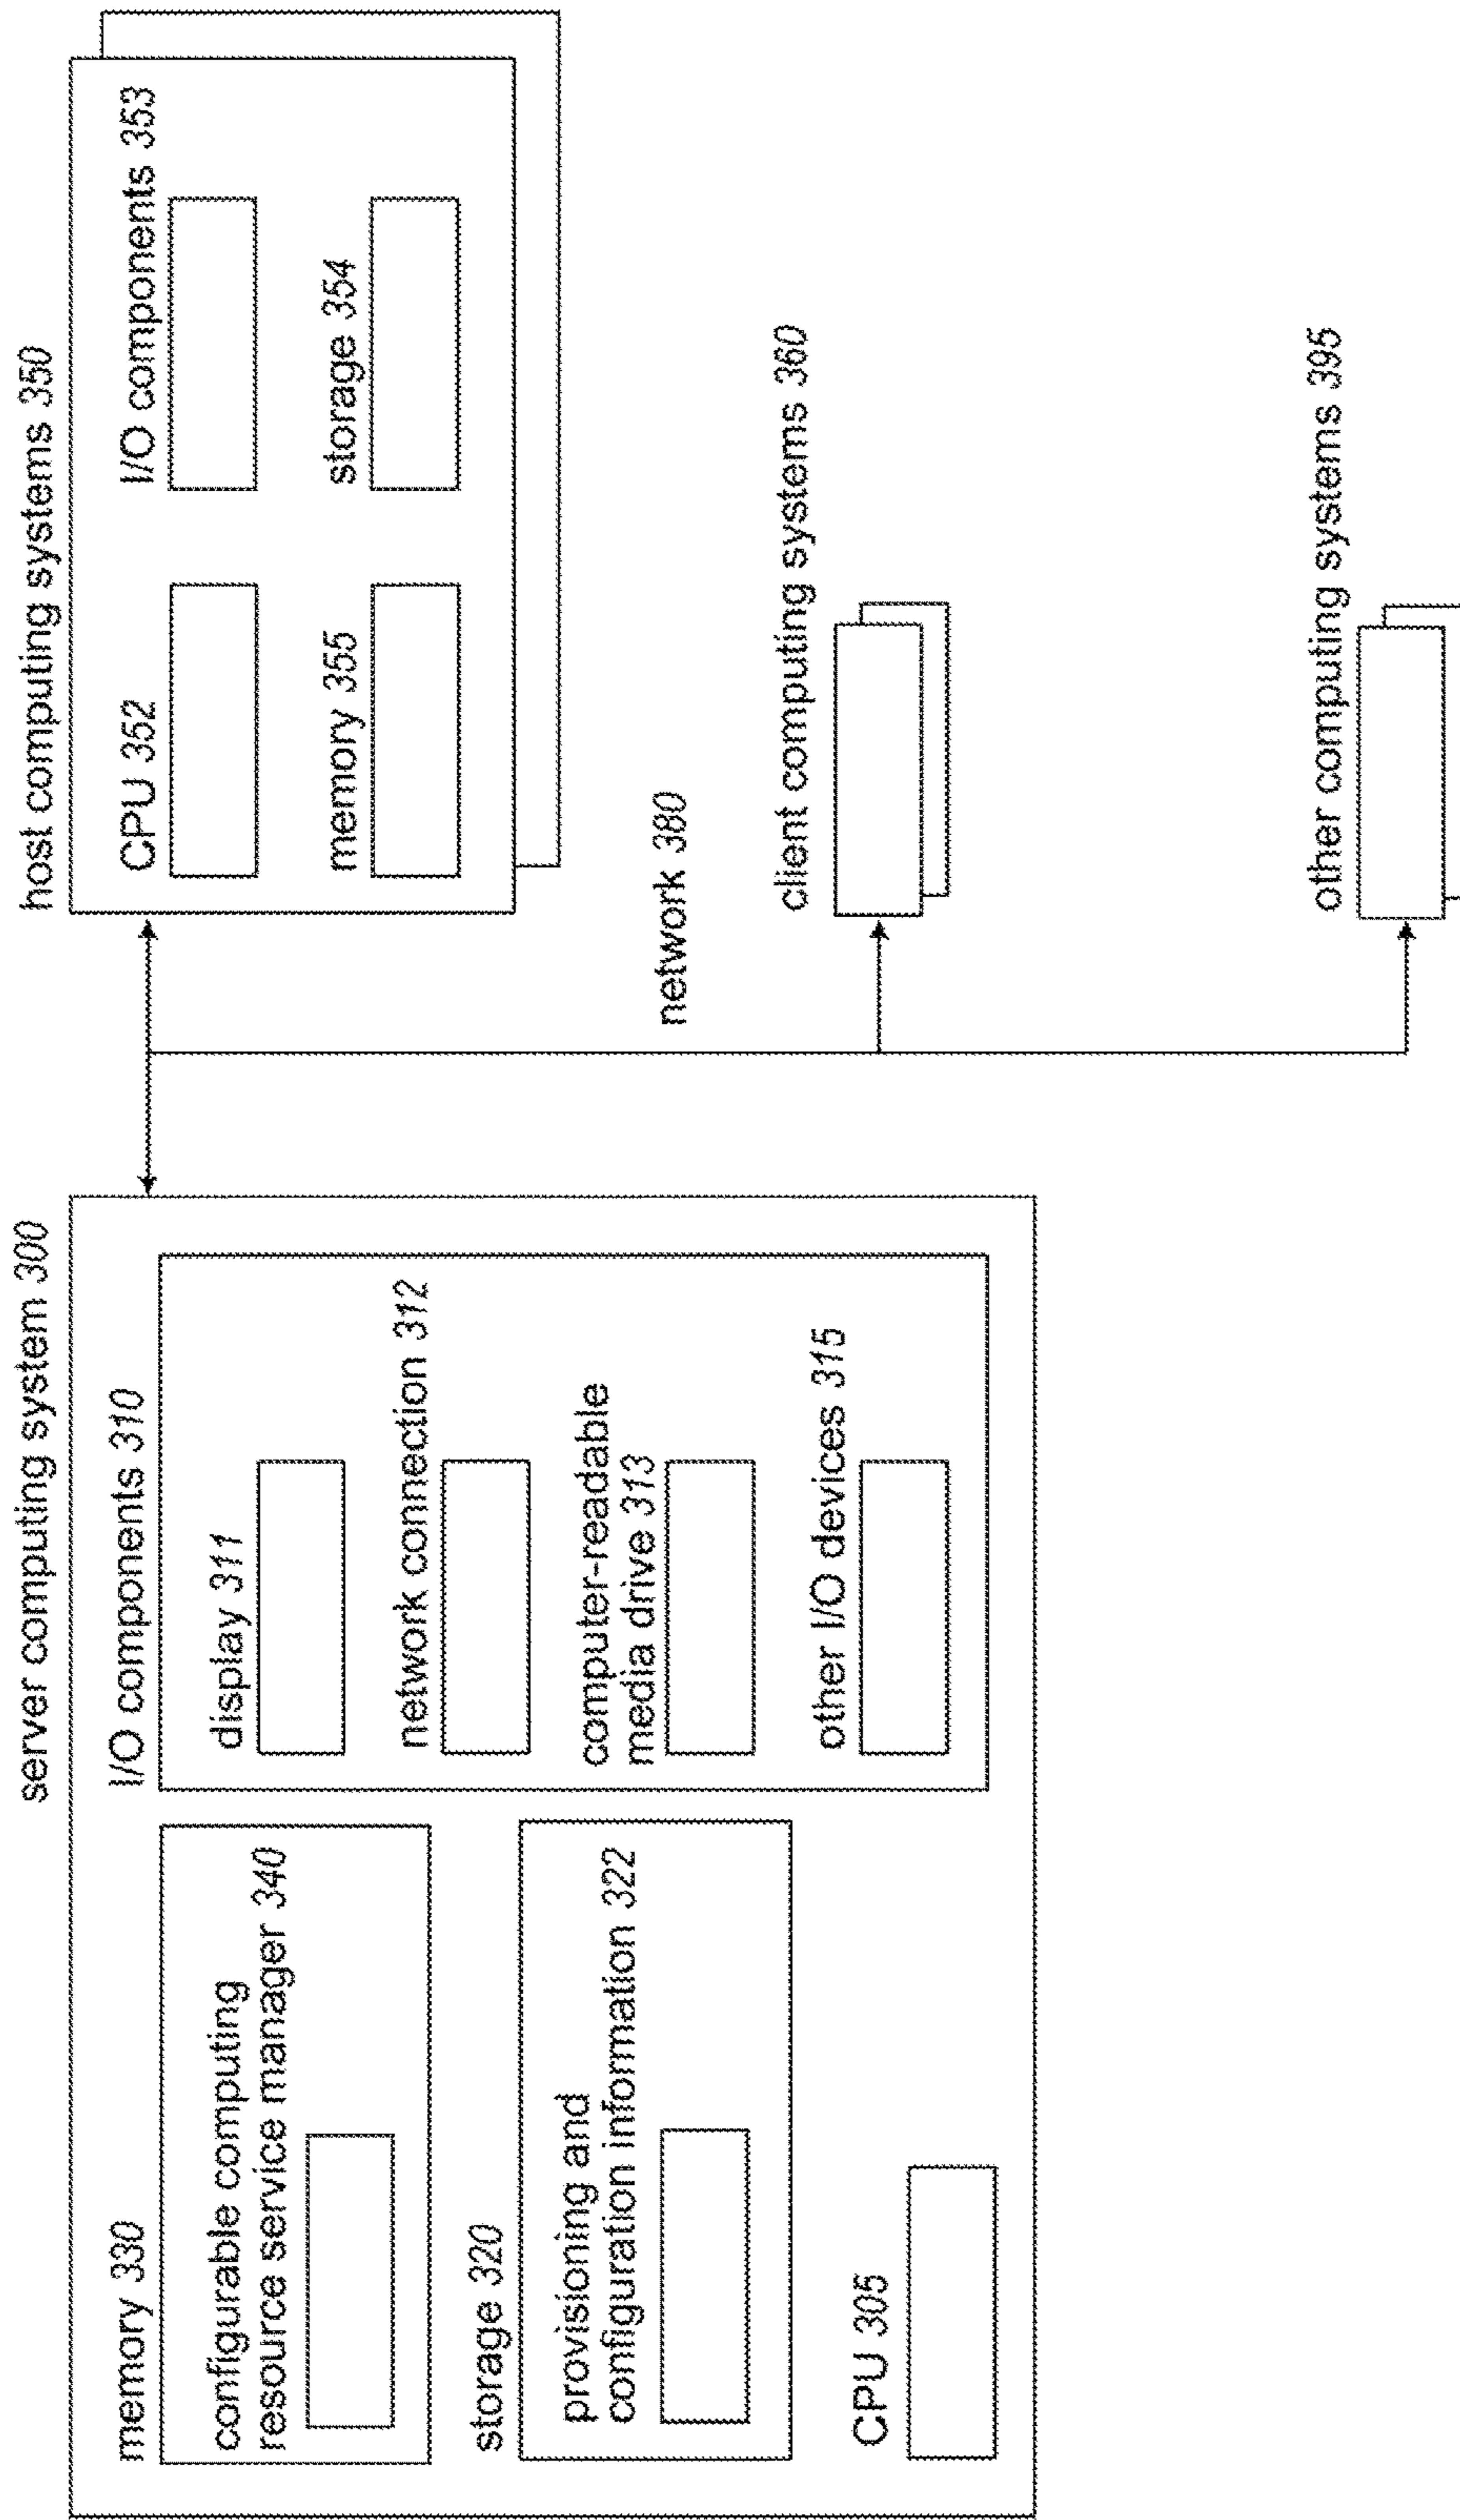 server computing system 300
memory 330
configurable computing
resource service manager 340
storage 320
provisioning and
configuration information 322
CPU 305
I/O components 310
display 311
network connection 312
computer-readable
media drive 313
other I/O devices 315
host computing systems 350
CPU 352
I/O components 353
memory 355
storage 354
network 380
client computing systems 360
other computing systems 395